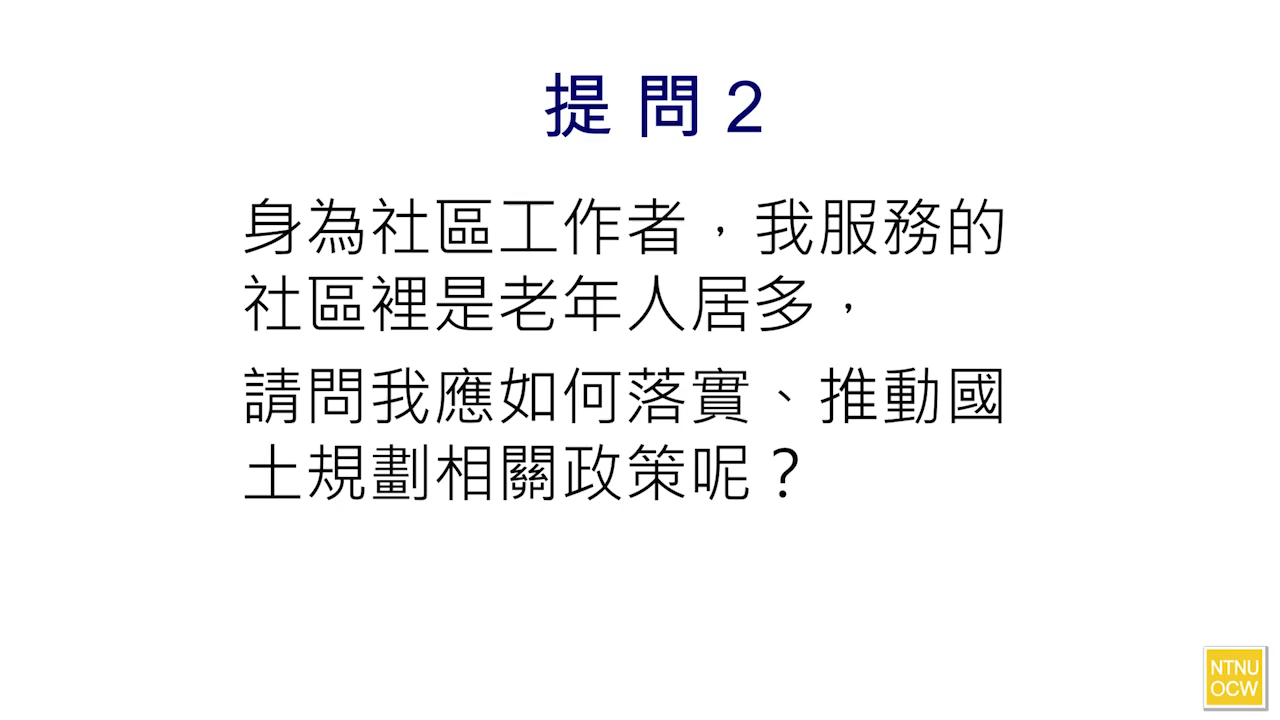 提問2
身為社區工作者，我服務的
社區裡是老年人居多，
請問我應如何落實、推動國
土規劃相關政策呢？
NTNU
OCW